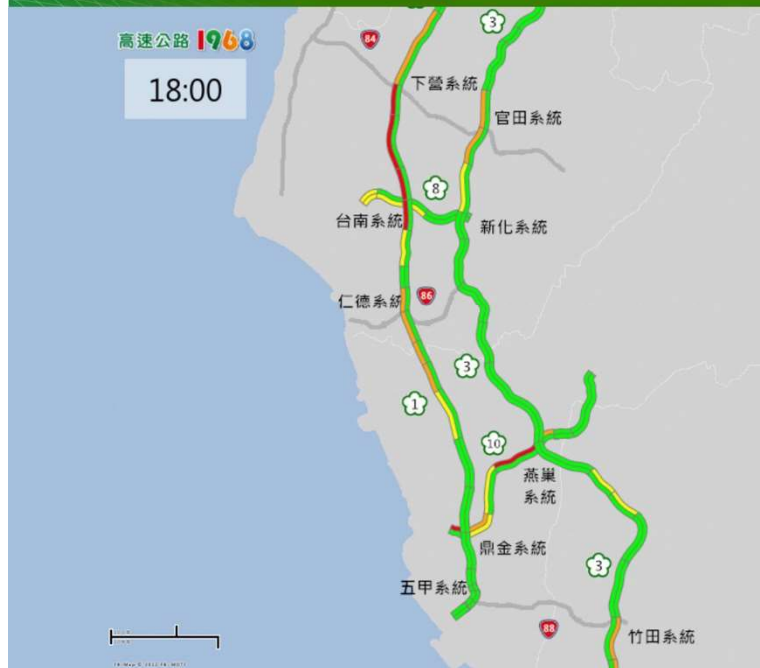 高速公路 1968
18:00
3
84
下營系統
官田系統
8
台南系統
新化系統
仁德系統
86
3
1
10
燕巢
系統
鼎金系統
3
五甲系統
88
竹田系統